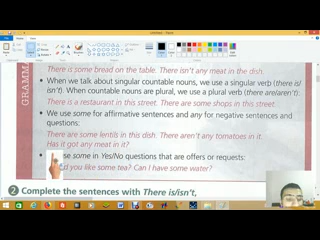 GRAMM
There is some bread on the table. There isn't any meat in the dish.
• When we talk about singular countable nouns, we use a singular verb (there is/
isn't). When countable nouns are plural, we use a plural verb (there are/aren't).
There is a restaurant in this street. There are some shops in this street.
• We use some for affirmative sentences and any for negative sentences and
questions:
There are some lentils in this dish. There aren't any tomatoes in it.
Has it got any meat in it?
• use some in Yes/No questions that are offers or requests:
d you like some tea? Can I have some water?
2 Complete the sentences with There is/isn't,